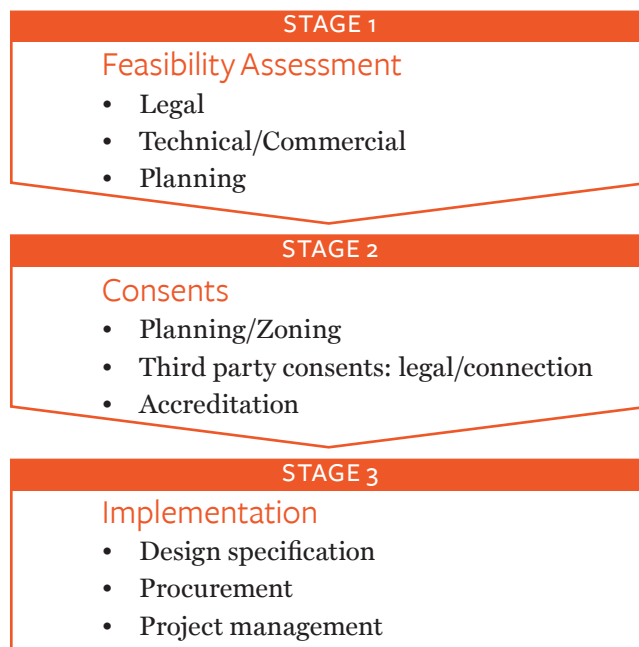 STAGE 1
Feasibility Assessment
• Legal
• Technical/Commercial
• Planning
STAGE 2
Consents
• Planning/Zoning
• Third party consents: legal/connection
• Accreditation
STAGE 3
Implementation
• Design specification
• Procurement
• Project management